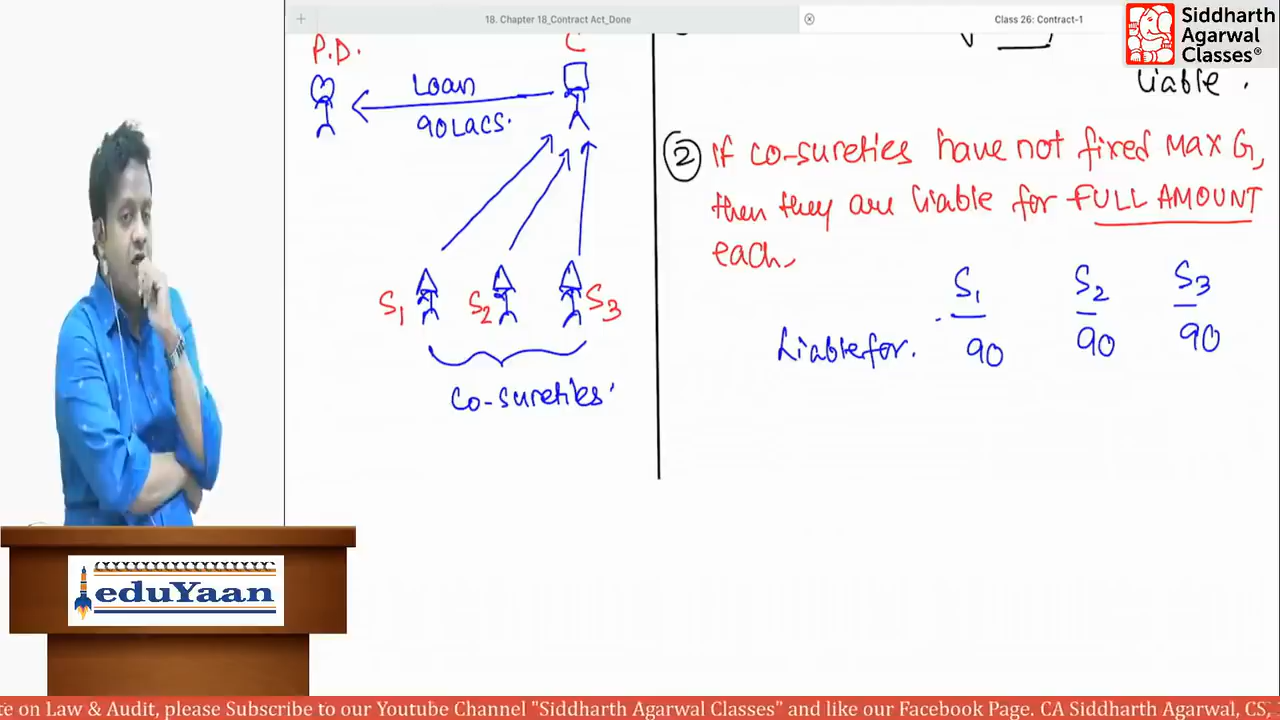 18. Chapter 18_Contract Act_Done
Class 26: Contract-1
Siddharth
Agarwal
Classes®
P.D.
C
Loan
90 Lacs.
S1
S2
S3
Co-sureties
liable.
② If co-sureties have not fixed Max G,
then they are liable for FULL AMOUNT
each,
S1 S2 S3
Liable for. 90 90 90
eduYaan
te on Law & Audit, please Subscribe to our Youtube Channel "Siddharth Agarwal Classes" and like our Facebook Page. CA Siddharth Agarwal, CS,